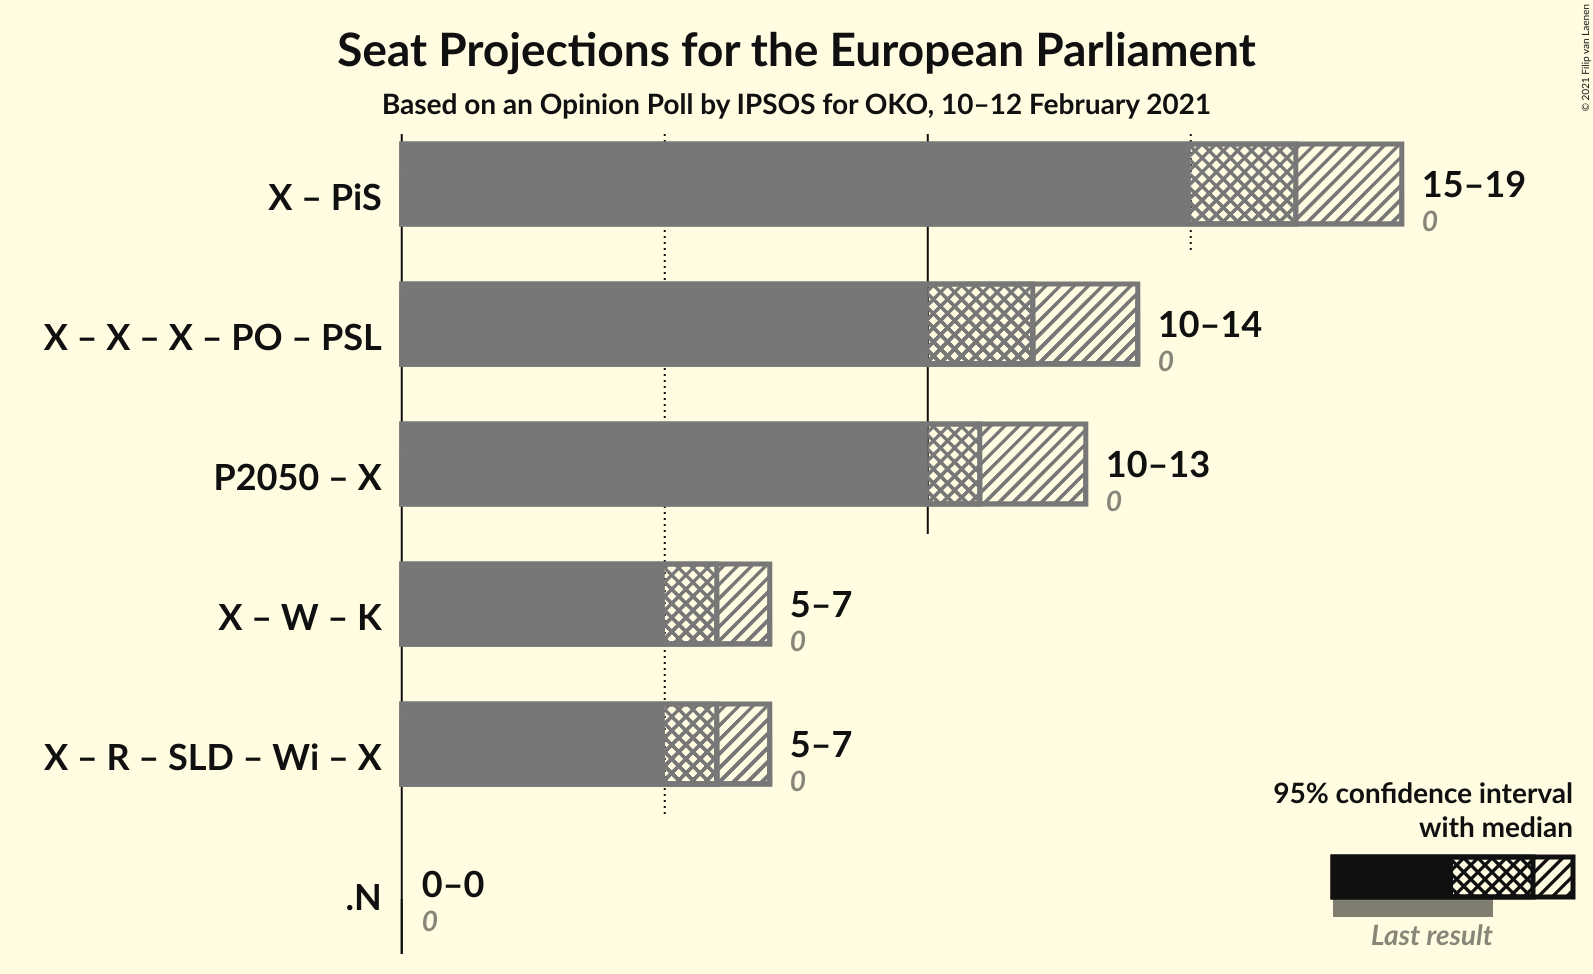 Seat Projections for the European Parliament
Based on an Opinion Poll by IPSOS for OKO, 10–12 February 2021
© 2021 Filip van Laenen
X – PiS
15–19
0
X – X – X – PO – PSL
10–14
0
P2050 – X
10–13
0
X – W – K
5–7
0
X – R – SLD – Wi – X
5–7
0
.N
0–0
0
95% confidence interval
with median
Last result